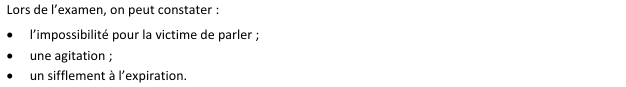 Lors de l’examen, on peut constater :
• l’impossibilité pour la victime de parler ;
• une agitation ;
• un sifflement à l’expiration.